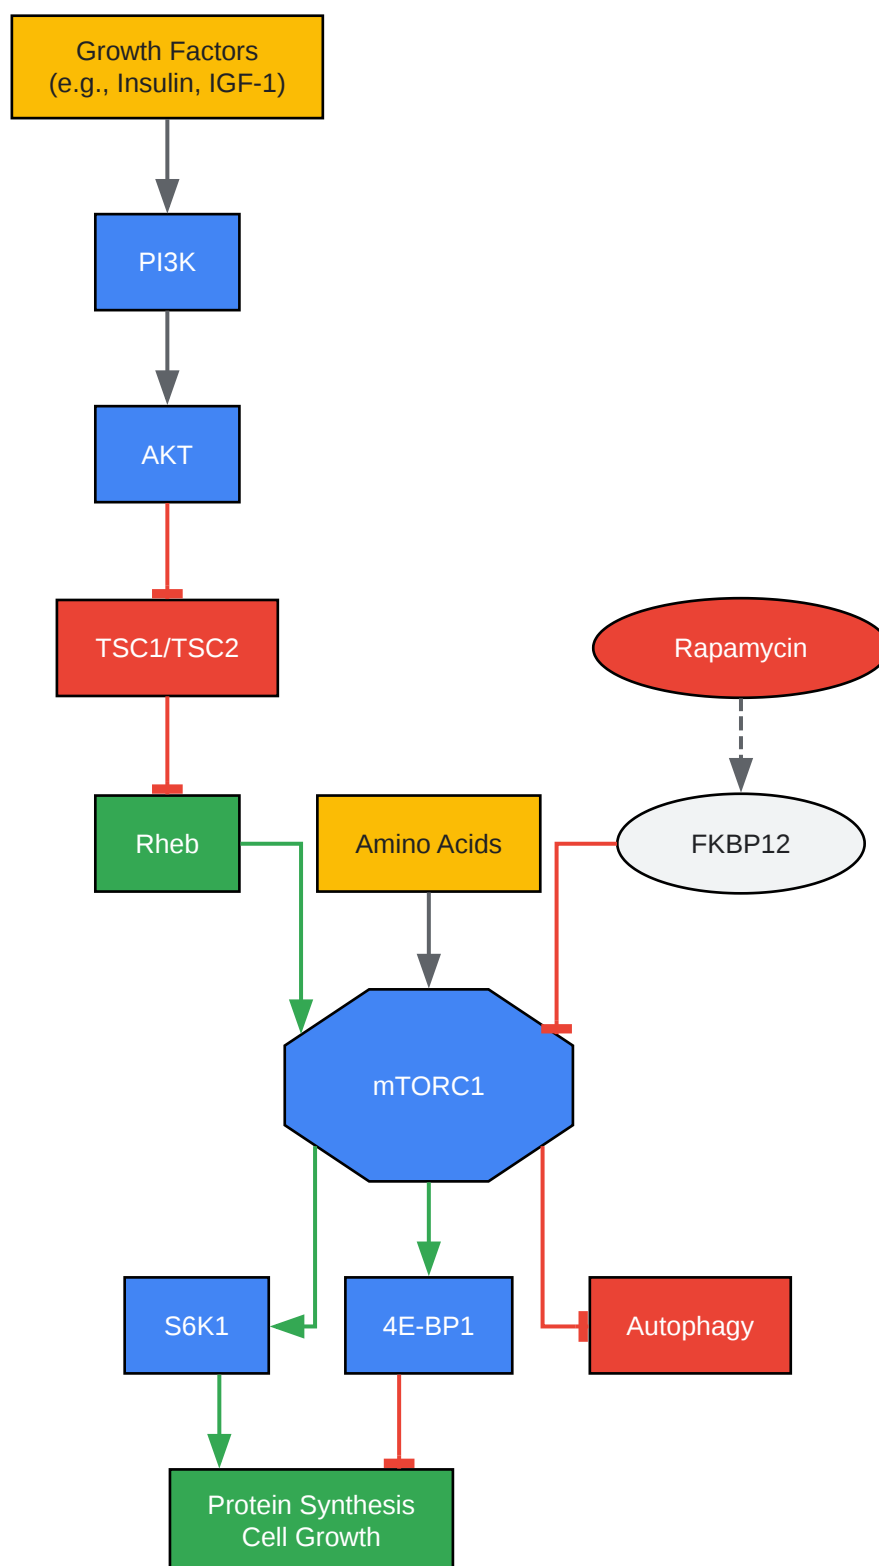 Growth Factors
(e.g., Insulin, IGF-1)
PI3K
AKT
TSC1/TSC2
Rapamycin
Rheb
Amino Acids
FKBP12
mTORC1
S6K1
4E-BP1
Autophagy
Protein Synthesis
Cell Growth